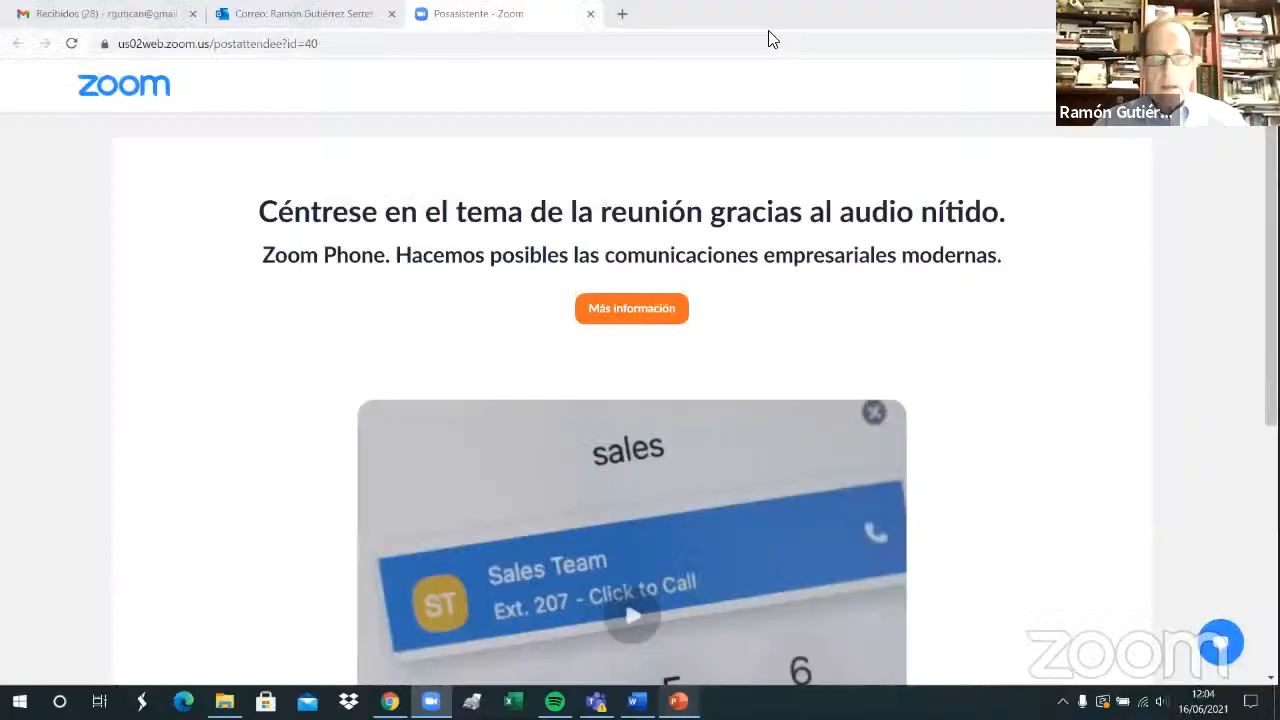 Recibidos (28) - rgutican@gmail
Correo: Ramon Gutiérrez Serret
Posasistente - Zoom
us02web.zoom.us/postattendee?id=40
zoom
Ramón Gutiér...
Céntrese en el tema de la reunión gracias al audio nítido.
Zoom Phone. Hacemos posibles las comunicaciones empresariales modernas.
Más información
sales
ST
Sales Team
Ext. 207 - Click to Call
6
zoom
12:04
16/06/2021